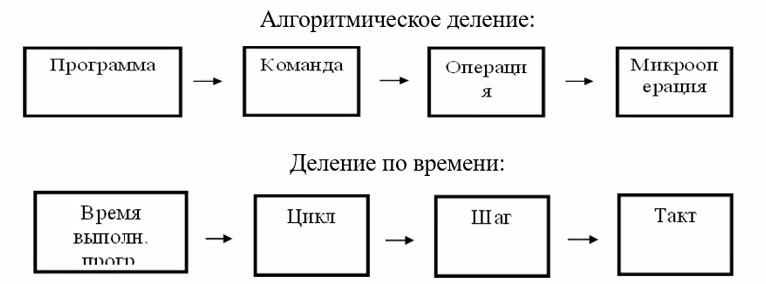 Алгоритмическое деление:
Программа
Команда
Операци
я
Микрооп
ерация
Деление по времени:
Время
выполн.
прогр.
Цикл
Шаг
Такт